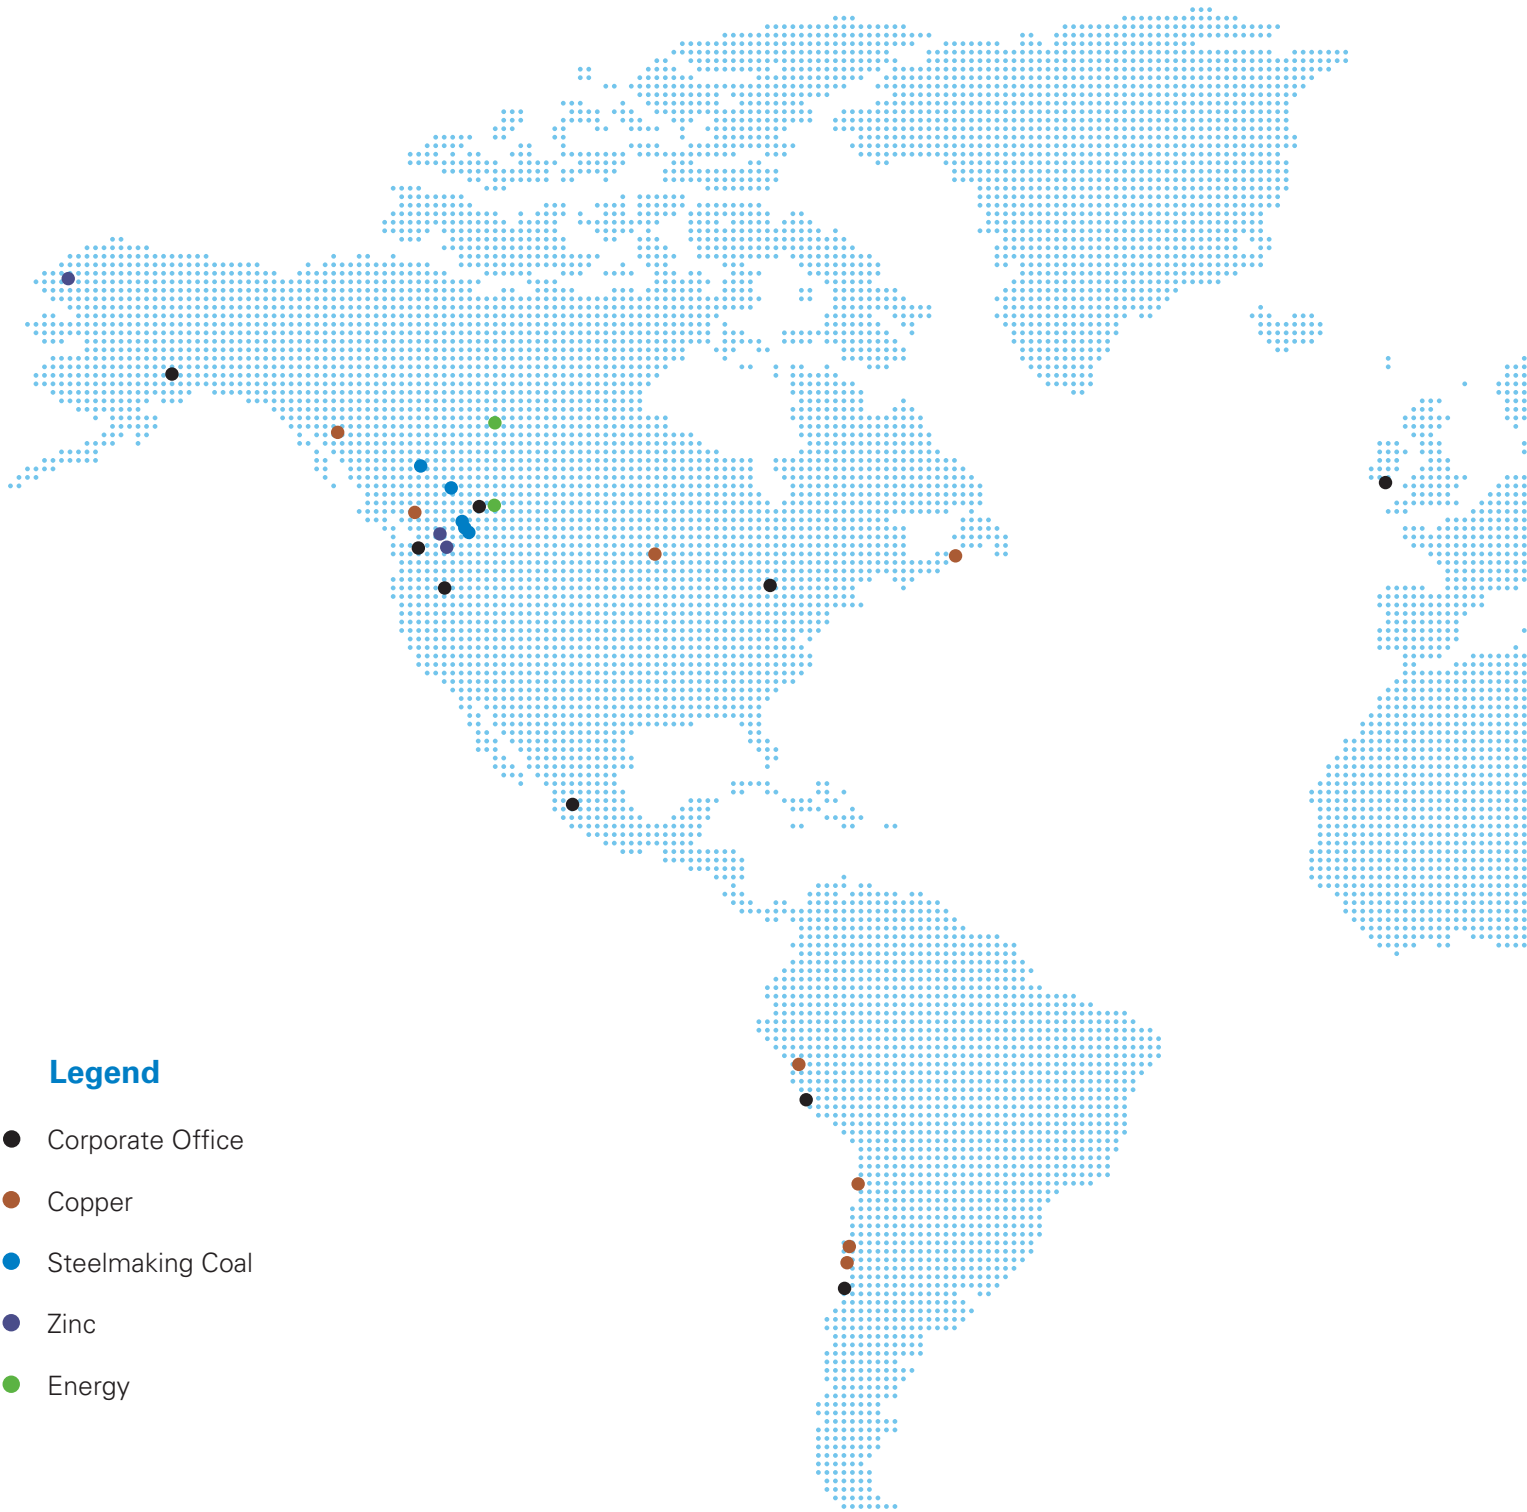 Legend
Corporate Office
Copper
Steelmaking Coal
Zinc
Energy